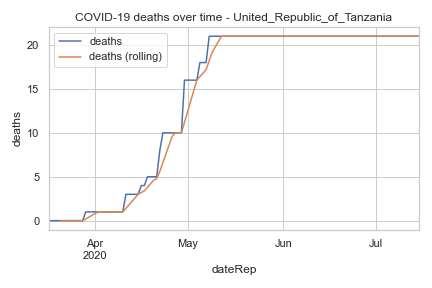 COVID-19 deaths over time - United_Republic_of_Tanzania
deaths
deaths (rolling)
20
15
10
5
0
deaths
Apr
2020
May
Jun
Jul
dateRep